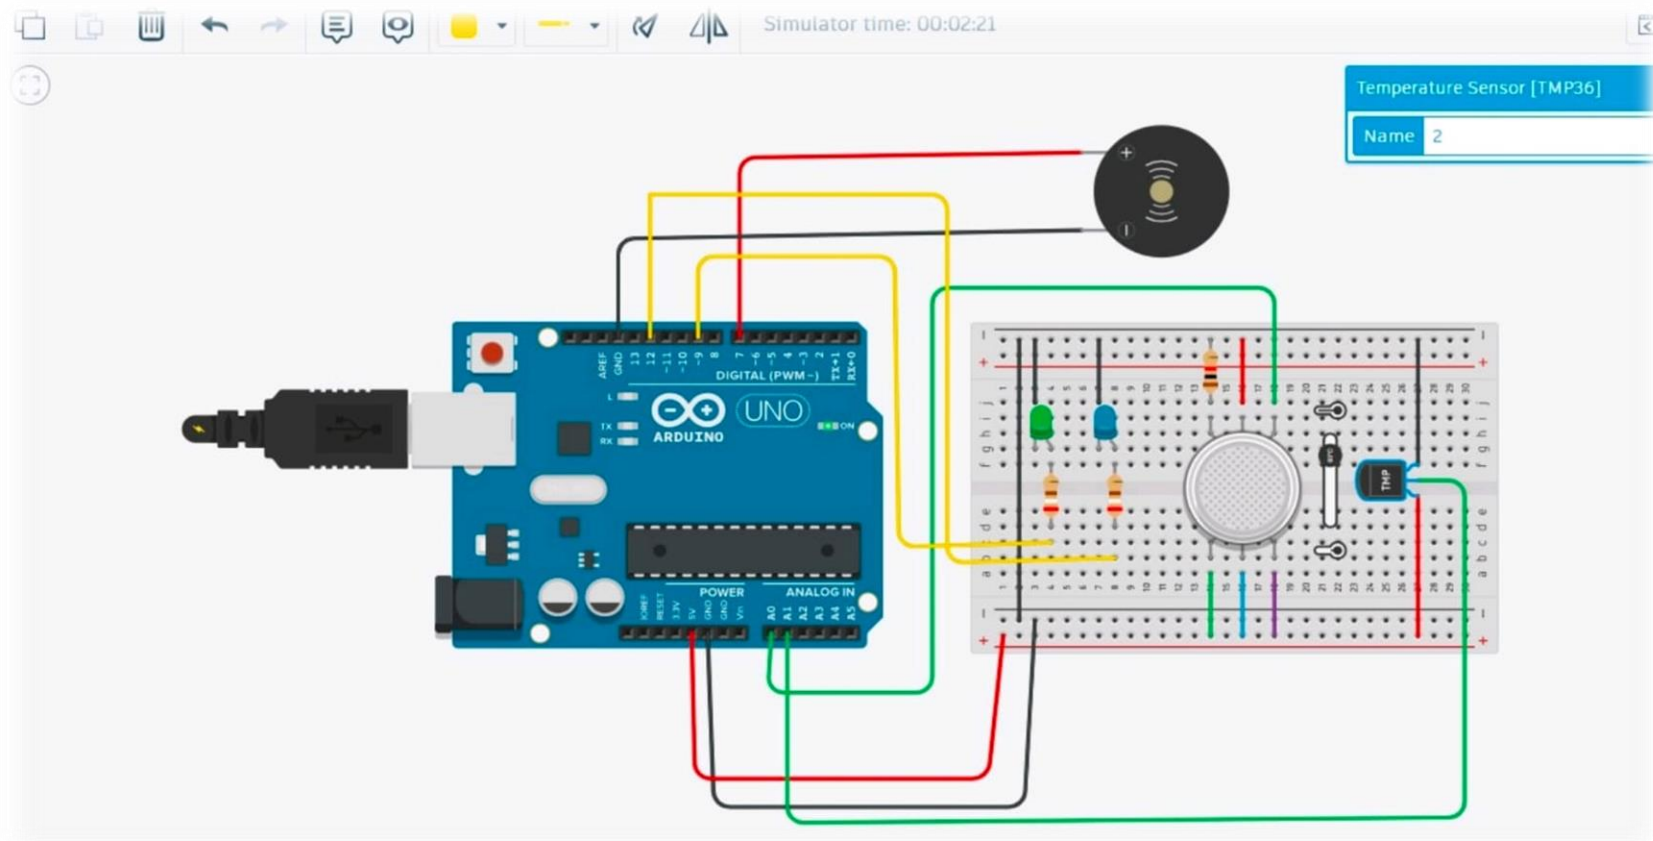 Simulator time: 00:02:21
Temperature Sensor [TMP36]
Name 2
AREF
GND
13
12
~11
~10
~9
8
7
~6
~5
4
~3
2
TX→1
RX←0
DIGITAL (PWM~)
L
TX
RX
UNO
ARDUINO
ON
POWER
ANALOG IN
IOREF
RESET
3.3V
5V
GND
GND
Vin
A0
A1
A2
A3
A4
A5
TMP